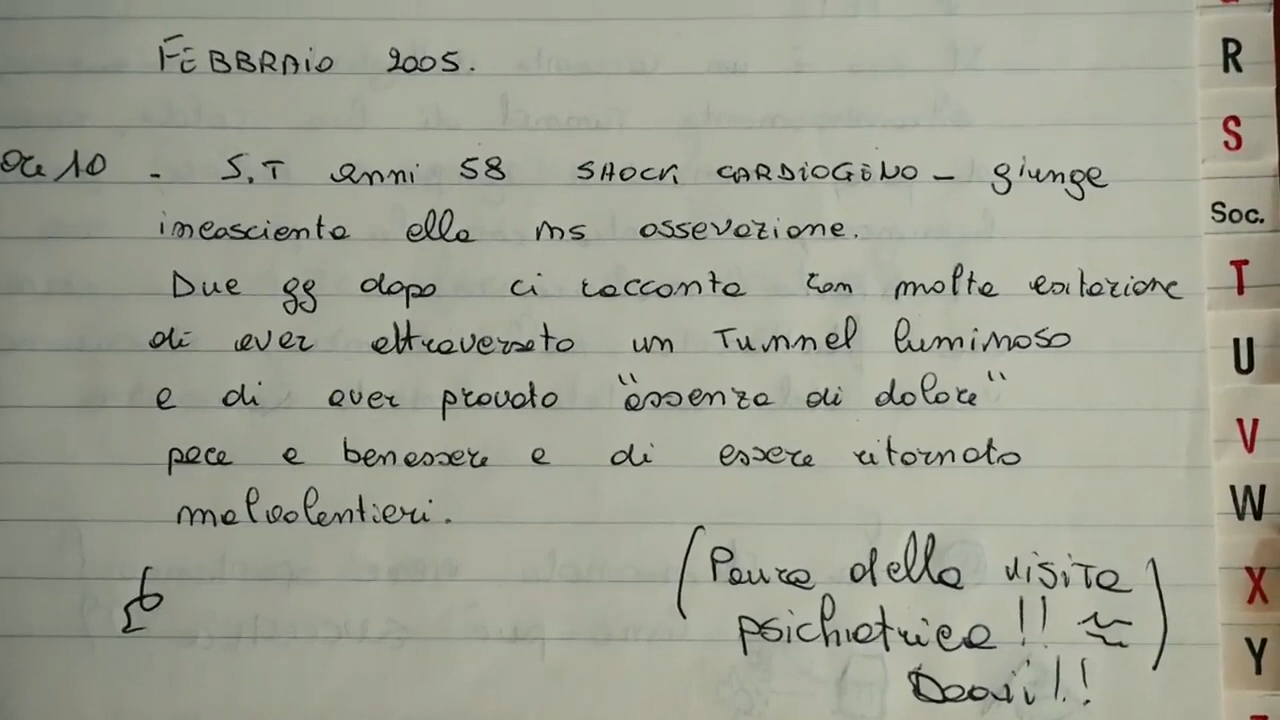 FEBBRAIO 2005.
Ore 10 - S.T anni 58 SHOCK CARDIOGENO - giunge
incosciente alla ns osservazione.
Due gg dopo ci racconta con molta esitazione
di aver attraversato un Tunnel luminoso
e di aver provato "assenza di dolore"
pace e benessere e di essere ritornato
malvolentieri.
(Paura della visita
psichiatrica!!
R
S
Soc.
T
U
V
W
X
Y